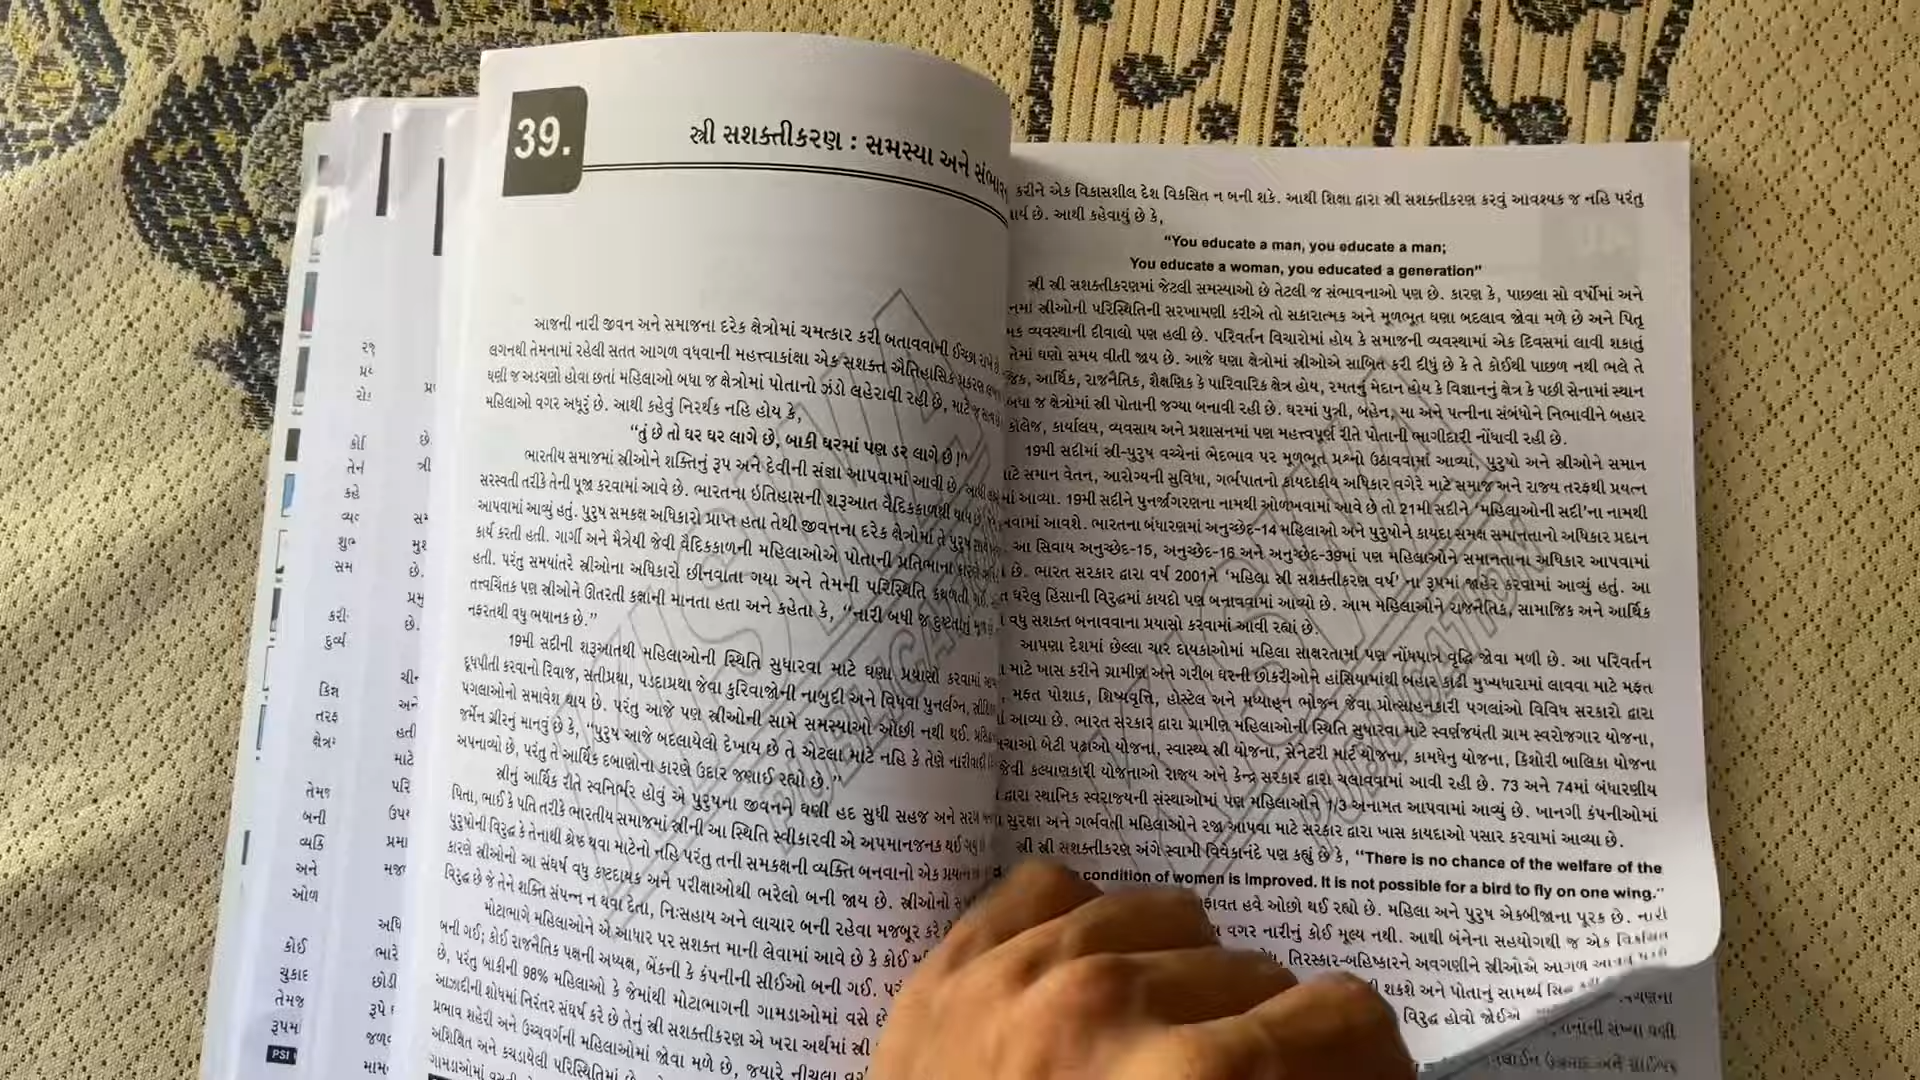 39.
સ્ત્રી સશક્તીકરણ : સમસ્યા અને
આજની નારી જીવન અને સમાજના દરેક ક્ષેત્રોમાં ચમત્કાર કરી બતાવવાની ઈચ્છા
લગનથી તેમનામાં રહેલી સતત આગળ વધવાની મહત્ત્વાકાંક્ષા એક સશક્ત ઐતિહાસિક
ઘણી જ અડચણો હોવા છતાં મહિલાઓ બધા જ ક્ષેત્રોમાં પોતાનો ઝંડો લહેરાવી રહી છે, માટે જ
મહિલાઓ વગર અધૂરું છે. આથી કહેવું નિરર્થક નહિ હોય કે,
“તું છે તો ઘર ઘર લાગે છે, બાકી ઘરમાં પણ ડર લાગે છે!”
ભારતીય સમાજમાં સ્ત્રીઓને શક્તિનું રૂપ અને દેવીની સંજ્ઞા આપવામાં આવી છે.
સરસ્વતી તરીકે તેની પૂજા કરવામાં આવે છે. ભારતના ઈતિહાસની શરૂઆત વૈદિકકાળથી થાય છે
આપવામાં આવ્યું હતું. પુરુષ સમકક્ષ અધિકારો પ્રાપ્ત હતા તેથી જીવનના દરેક ક્ષેત્રોમાં તે પુરુષ
કાર્ય કરતી હતી. ગાર્ગી અને મૈત્રેયી જેવી વૈદિકકાળની મહિલાઓએ પોતાની પ્રતિભાના કારણે
હતી. પરંતુ સમયાંતરે સ્ત્રીઓના અધિકારો છીનવાતા ગયા અને તેમની પરિસ્થિતિ કથળતી ગઈ.
તત્ત્વચિંતક પણ સ્ત્રીઓને ઊતરતી કક્ષાની માનતા હતા અને કહેતા કે, “નારી બધી જ દુષ્ટતાનું
નફરતથી વધુ ભયાનક છે.”
19મી સદીની શરૂઆતથી મહિલાઓની સ્થિતિ સુધારવા માટે ઘણા પ્રયાસો કરવામાં
દૂધપીતી કરવાનો રિવાજ, સતીપ્રથા, પડદાપ્રથા જેવા કુરિવાજોની નાબુદી અને વિધવા પુનર્લગ્ન,
પગલાઓનો સમાવેશ થાય છે. પરંતુ આજે પણ સ્ત્રીઓની સામે સમસ્યાઓ ઓછી નથી થઈ.
જર્મન ગ્રીરનું માનવું છે કે, “પુરુષ આજે બદલાયેલો દેખાય છે તે એટલા માટે નહિ કે તેણે નારીવાદી
અપનાવ્યો છે, પરંતુ તે આર્થિક દબાણોના કારણે ઉદાર જણાઈ રહ્યો છે.”
સ્ત્રીનું આર્થિક રીતે સ્વનિર્ભર હોવું એ પુરુષના જીવનને ઘણી હદ સુધી સહજ અને સરળ
પિતા, ભાઈ કે પતિ તરીકે ભારતીય સમાજમાં સ્ત્રીની આ સ્થિતિ સ્વીકારવી એ અપમાનજનક થઈ
પુરુષોની વિરુદ્ધ કે તેનાથી શ્રેષ્ઠ થવા માટેનો નહિ પરંતુ તની સમકક્ષની વ્યક્તિ બનવાનો એક
કારણે સ્ત્રીઓનો આ સંઘર્ષ વધુ કષ્ટદાયક અને પરીક્ષાઓથી ભરેલો બની જાય છે. સ્ત્રીઓનો
વિરુદ્ધ છે જે તેને શક્તિ સંપન્ન ન થવા દેતા, નિઃસહાય અને લાચાર બની રહેવા મજબૂર કરે
મોટાભાગે મહિલાઓને એ આધાર પર સશક્ત માની લેવામાં આવે છે કે કોઈ
બની ગઈ; કોઈ રાજનૈતિક પક્ષની અધ્યક્ષ, બેંકની કે કંપનીની સીઈઓ બની ગઈ.
છે, પરંતુ બાકીની 98% મહિલાઓ કે જેમાંથી મોટાભાગની ગામડાઓમાં વસે
આઝાદીની શોધમાં નિરંતર સંઘર્ષ કરે છે તેનું સ્ત્રી સશક્તીકરણ એ ખરા અર્થમાં સ્ત્રી
પ્રભાવ શહેરી અને ઉચ્ચવર્ગની મહિલાઓમાં જોવા મળે છે, જ્યારે નીચલા
અશિક્ષિત અને કચડાયેલી પરિસ્થિતિમાં
કરીને એક વિકાસશીલ દેશ વિકસિત ન બની શકે. આથી શિક્ષા દ્વારા સ્ત્રી સશક્તીકરણ કરવું આવશ્યક જ નહિ પરંતુ
છે. આથી કહેવાયું છે કે,
“You educate a man, you educate a man;
You educate a woman, you educated a generation”
સ્ત્રી સ્ત્રી સશક્તીકરણમાં જેટલી સમસ્યાઓ છે તેટલી જ સંભાવનાઓ પણ છે. કારણ કે, પાછલા સો વર્ષોમાં અને
સ્ત્રીઓની પરિસ્થિતિની સરખામણી કરીએ તો સકારાત્મક અને મૂળભૂત ઘણા બદલાવ જોવા મળે છે અને પિતૃ
વ્યવસ્થાની દીવાલો પણ હલી છે. પરિવર્તન વિચારોમાં હોય કે સમાજની વ્યવસ્થામાં એક દિવસમાં લાવી શકાતું
તેમાં ઘણો સમય વીતી જાય છે. આજે ઘણા ક્ષેત્રોમાં સ્ત્રીઓએ સાબિત કરી દીધું છે કે તે કોઈથી પાછળ નથી ભલે તે
આર્થિક, રાજનૈતિક, શૈક્ષણિક કે પારિવારિક ક્ષેત્ર હોય, રમતનું મેદાન હોય કે વિજ્ઞાનનું ક્ષેત્ર કે પછી સેનામાં સ્થાન
બધા જ ક્ષેત્રોમાં સ્ત્રી પોતાની જગ્યા બનાવી રહી છે. ઘરમાં પુત્રી, બહેન, મા અને પત્નીના સંબંધોને નિભાવીને બહાર
કોલેજ, કાર્યાલય, વ્યવસાય અને પ્રશાસનમાં પણ મહત્ત્વપૂર્ણ રીતે પોતાની ભાગીદારી નોંધાવી રહી છે.
19મી સદીમાં સ્ત્રી-પુરુષ વચ્ચેનાં ભેદભાવ પર મૂળભૂત પ્રશ્નો ઉઠાવવામાં આવ્યાં, પુરુષો અને સ્ત્રીઓને સમાન
માટે સમાન વેતન, આરોગ્યની સુવિધા, ગર્ભપાતનો કાયદાકીય અધિકાર વગેરે માટે સમાજ અને રાજ્ય તરફથી પ્રયત્ન
આવ્યા. 19મી સદીને પુનર્જાગરણના નામથી ઓળખવામાં આવે છે તો 21મી સદીને ‘મહિલાઓની સદી’ના નામથી
આવશે. ભારતના બંધારણમાં અનુચ્છેદ-14 મહિલાઓ અને પુરુષોને કાયદા સમક્ષ સમાનતાનો અધિકાર પ્રદાન
આ સિવાય અનુચ્છેદ-15, અનુચ્છેદ-16 અને અનુચ્છેદ-39માં પણ મહિલાઓને સમાનતાના અધિકાર આપવામાં
છે. ભારત સરકાર દ્વારા વર્ષ 2001ને ‘મહિલા સ્ત્રી સશક્તીકરણ વર્ષ’ ના રૂપમાં જાહેર કરવામાં આવ્યું હતું. આ
ઘરેલુ હિંસાની વિરુદ્ધમાં કાયદો પણ બનાવવામાં આવ્યો છે. આમ મહિલાઓને રાજનૈતિક, સામાજિક અને આર્થિક
વધુ સશક્ત બનાવવાના પ્રયાસો કરવામાં આવી રહ્યાં છે.
આપણા દેશમાં છેલ્લા ચાર દાયકાઓમાં મહિલા સાક્ષરતામાં પણ નોંધપાત્ર વૃદ્ધિ જોવા મળી છે. આ પરિવર્તન
માટે ખાસ કરીને ગ્રામીણ અને ગરીબ ઘરની છોકરીઓને હાંસિયામાંથી બહાર કાઢી મુખ્યધારામાં લાવવા માટે મફત
મફત પોશાક, શિષ્યવૃત્તિ, હોસ્ટેલ અને મધ્યાહ્ન ભોજન જેવા પ્રોત્સાહનકારી પગલાંઓ વિવિધ સરકારો દ્વારા
આવ્યા છે. ભારત સરકાર દ્વારા ગ્રામીણ મહિલાઓની સ્થિતિ સુધારવા માટે સ્વર્ણજયંતી ગ્રામ સ્વરોજગાર યોજના,
બેટી પઢાઓ યોજના, સ્વાસ્થ્ય સ્ત્રી યોજના, સેનેટરી માર્ટ યોજના, કામધેનુ યોજના, કિશોરી બાલિકા યોજના
જેવી કલ્યાણકારી યોજનાઓ રાજ્ય અને કેન્દ્ર સરકાર દ્વારા ચલાવવામાં આવી રહી છે. 73 અને 74માં બંધારણીય
દ્વારા સ્થાનિક સ્વરાજ્યની સંસ્થાઓમાં પણ મહિલાઓને 1/3 અનામત આપવામાં આવ્યું છે. ખાનગી કંપનીઓમાં
સુરક્ષા અને ગર્ભવતી મહિલાઓને રજા આપવા માટે સરકાર દ્વારા ખાસ કાયદાઓ પસાર કરવામાં આવ્યા છે.
સ્ત્રી સ્ત્રી સશક્તીકરણ અંગે સ્વામી વિવેકાનંદે પણ કહ્યું છે કે, “There is no chance of the welfare of the
condition of women is improved. It is not possible for a bird to fly on one wing.”
હવે ઓછો થઈ રહ્યો છે. મહિલા અને પુરુષ એકબીજાના પૂરક છે. નારી
વગર નારીનું કોઈ મૂલ્ય નથી. આથી બંનેના સહયોગથી જ એક વિકસિત
તિરસ્કાર-બહિષ્કારને અવગણીને સ્ત્રીઓએ આગળ
શકશે અને પોતાનું સામર્થ્ય
વિરુદ્ધ હોવો જોઈએ
PSI